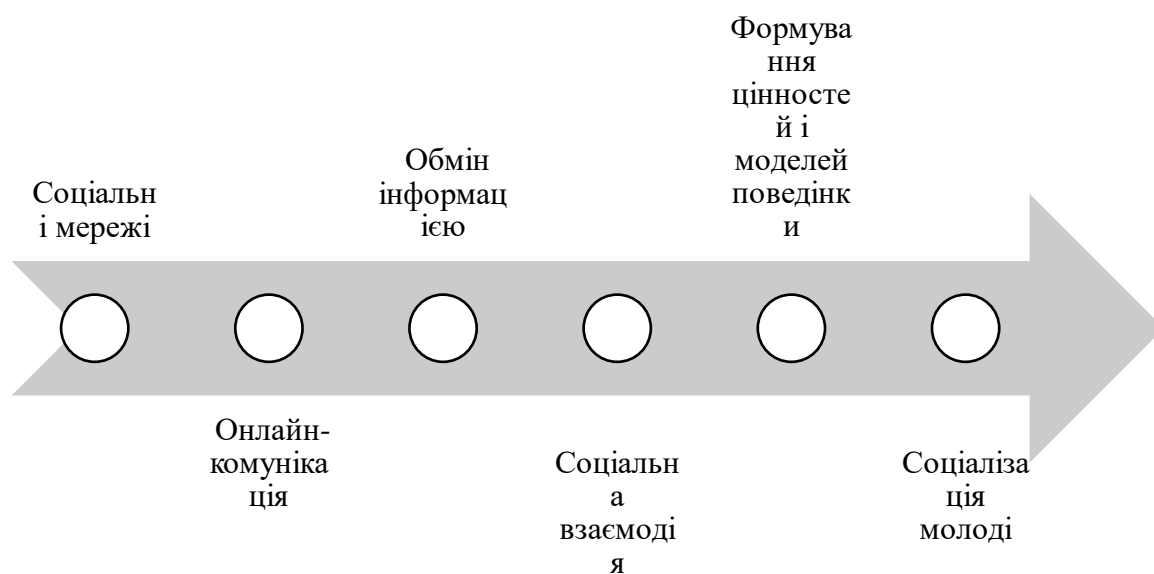 Соціальн
і мережі
Онлайн-
комуніка
ція
Обмін
інформац
ією
Соціальн
а
взаємоді
я
Формува
ння
цінносте
й і
моделей
поведінк
и
Соціаліза
ція
молоді